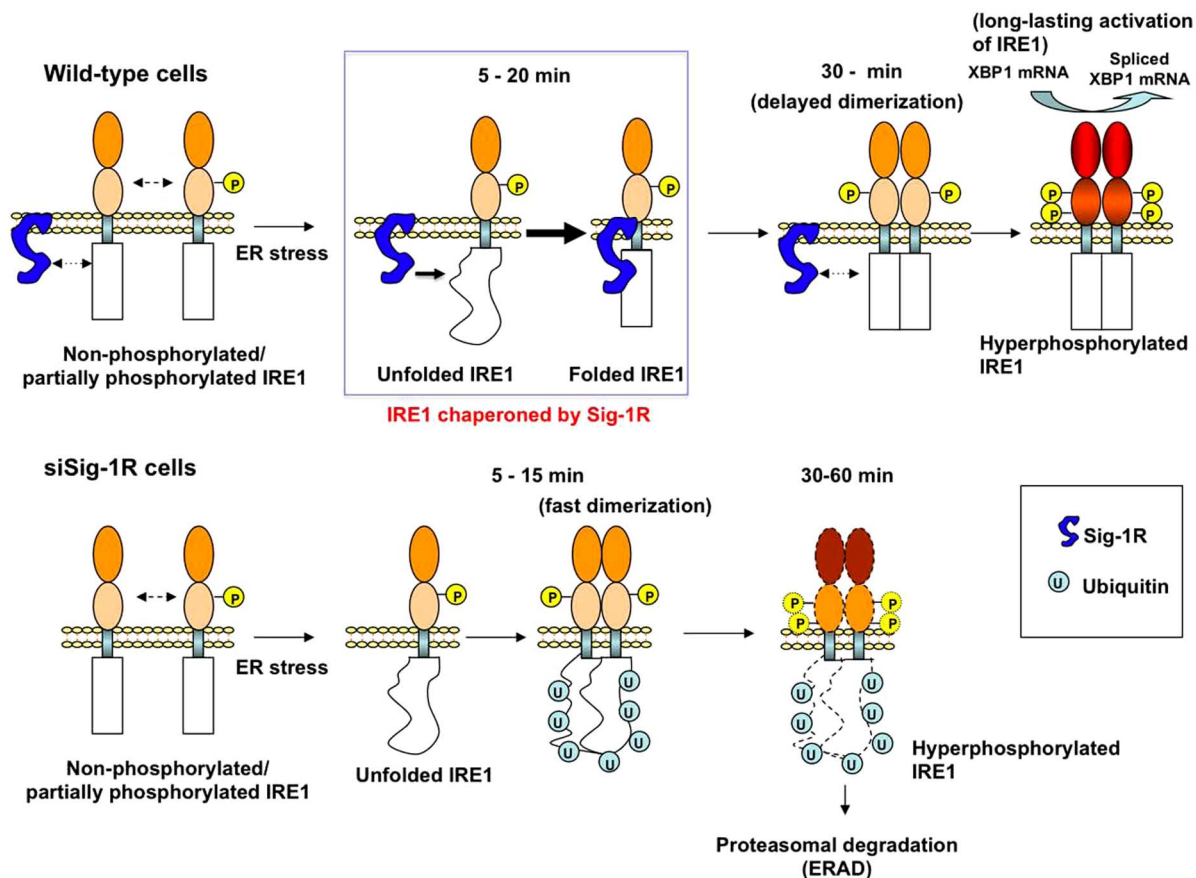 Wild-type cells
Non-phosphorylated/
partially phosphorylated IRE1
P
ER stress
5 - 20 min
P
P
Unfolded IRE1
Folded IRE1
IRE1 chaperoned by Sig-1R
30 -  min
(delayed dimerization)
P
P
(long-lasting activation
of IRE1)
XBP1 mRNA
Spliced
XBP1 mRNA
P
P
P
P
Hyperphosphorylated
IRE1
siSig-1R cells
P
Non-phosphorylated/
partially phosphorylated IRE1
ER stress
5 - 15 min
(fast dimerization)
P
Unfolded IRE1
P
P
U
U
U
U
U
U
U
30-60 min
P
P
P
P
U
U
U
U
U
U
U
Hyperphosphorylated
IRE1
Proteasomal degradation
(ERAD)
Sig-1R
U
Ubiquitin